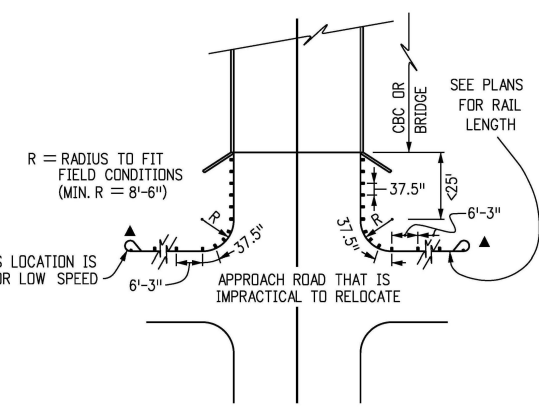 CBC OR
BRIDGE
SEE PLANS
FOR RAIL
LENGTH
R = RADIUS TO FIT
FIELD CONDITIONS
(MIN. R = 8'-6")
37.5"
<25'
6'-3"
R
R
37.5"
37.5"
S LOCATION IS
OR LOW SPEED
6'-3"
APPROACH ROAD THAT IS
IMPRACTICAL TO RELOCATE